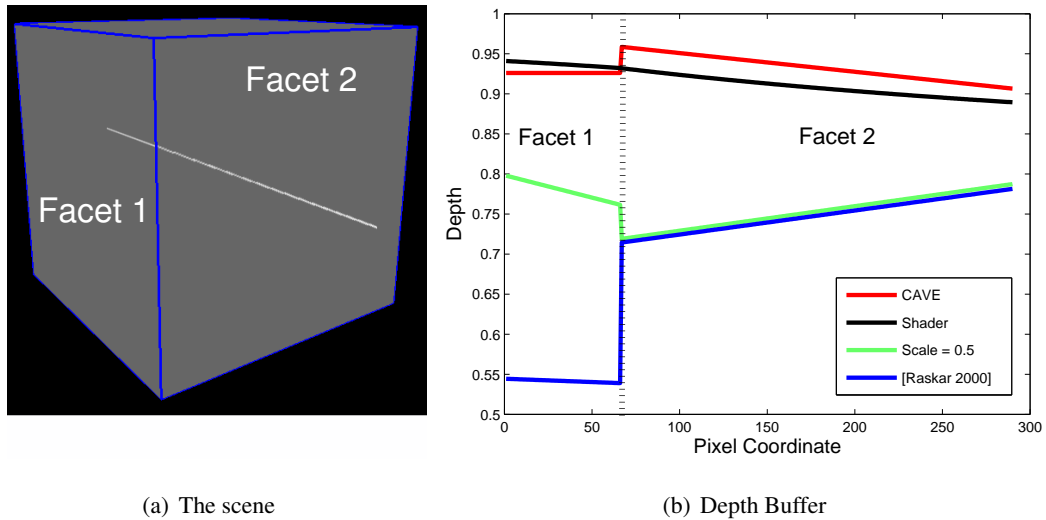 Facet 1
Facet 2
1
0.95
0.9
0.85
0.8
0.75
0.7
0.65
0.6
0.55
0.5
Depth
Facet 1
Facet 2
CAVE
Shader
Scale = 0.5
[Raskar 2000]
0 50 100 150 200 250 300
Pixel Coordinate
(a) The scene
(b) Depth Buffer